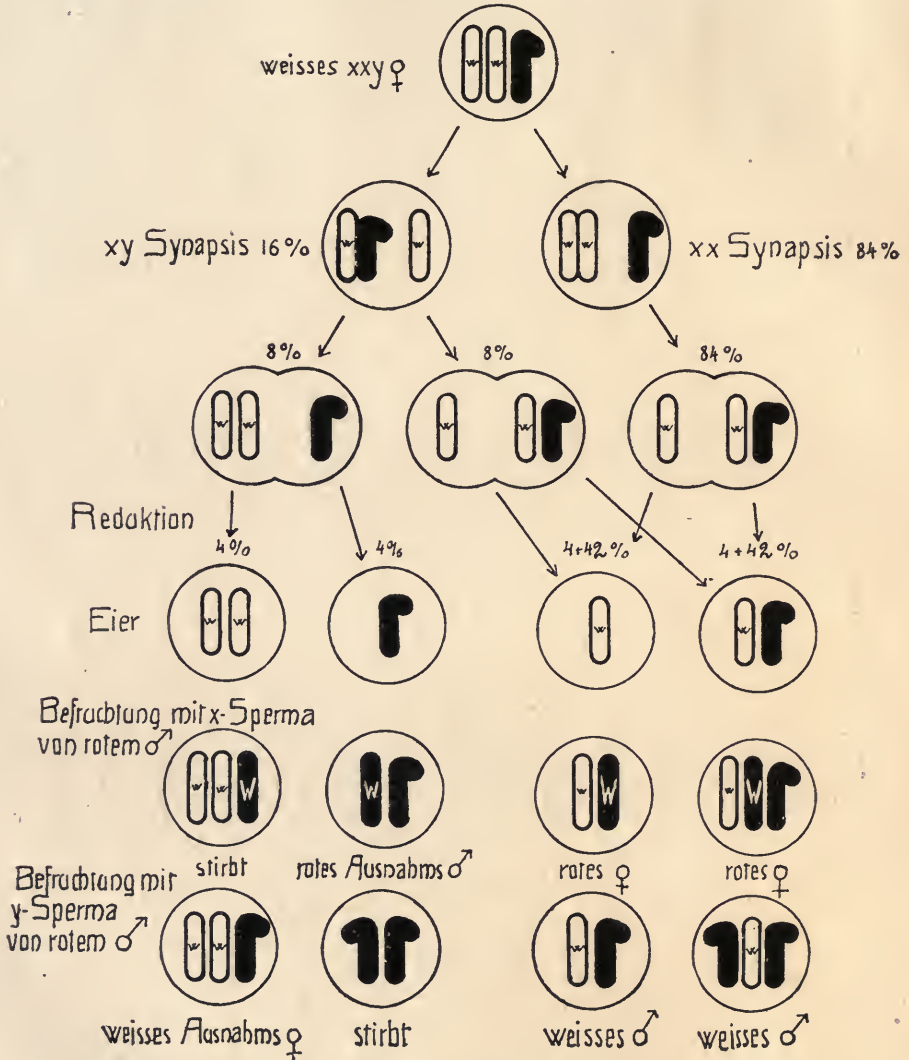 weisses xxy ♀
w w
xy Synapsis 16%
w w
w w
xx Synapsis 84%
8% 8% 84%
w w
w w
w w
Reduktion
4% 4% 4+42% 4+42%
Eier
w w
w
w
Befruchtung mit x-Sperma
von rotem ♂
w w W
W
w W
w W
stirbt
rotes Ausnahms ♂
rotes ♀
rotes ♀
Befruchtung mit
y-Sperma
von rotem ♂
w w
w
w
weisses Ausnahms ♀
stirbt
weisses ♂
weisses ♂